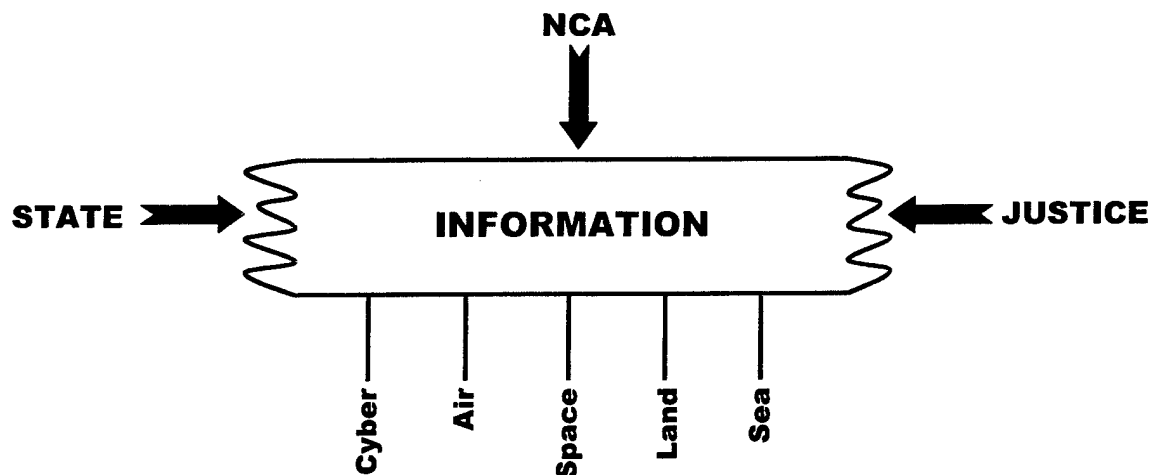 NCA
STATE
INFORMATION
JUSTICE
Cyber
Air
Space
Land
Sea